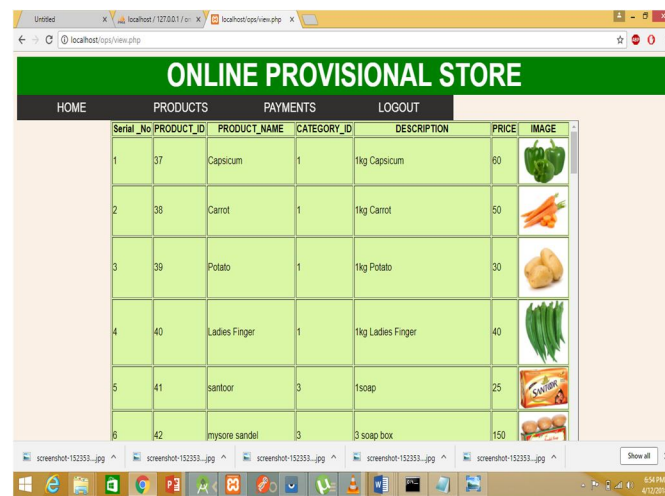 Untitled
localhost / 127.0.0.1 / o
localhost/ops/view.php
localhost/ops/view.php
ONLINE PROVISIONAL STORE
HOME PRODUCTS PAYMENTS LOGOUT
Serial _No PRODUCT_ID PRODUCT_NAME CATEGORY_ID DESCRIPTION PRICE IMAGE
1 37 Capsicum 1 1kg Capsicum 60
2 38 Carrot 1 1kg Carrot 50
3 39 Potato 1 1kg Potato 30
4 40 Ladies Finger 1 1kg Ladies Finger 40
5 41 santoor 3 1soap 25
SANTOOR
6 42 mysore sandel 3 3 soap box 150
screenshot-152353....jpg screenshot-152353....jpg screenshot-152353....jpg screenshot-152353....jpg screenshot-152353....jpg Show all
6:54 PM